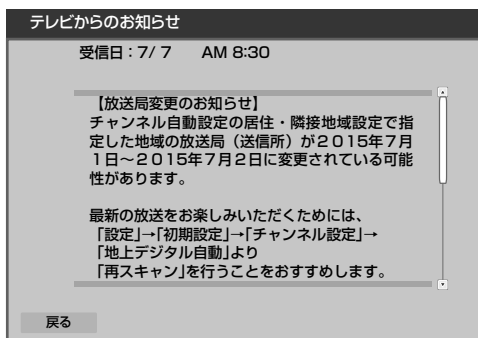 テレビからのお知らせ
受信日：7/ 7　AM 8:30
【放送局変更のお知らせ】
チャンネル自動設定の居住・隣接地域設定で指
定した地域の放送局（送信所）が２０１５年７月
１日～２０１５年７月２日に変更されている可能
性があります。
最新の放送をお楽しみいただくためには、
「設定」→「初期設定」→「チャンネル設定」→
「地上デジタル自動」より
「再スキャン」を行うことをおすすめします。
戻る